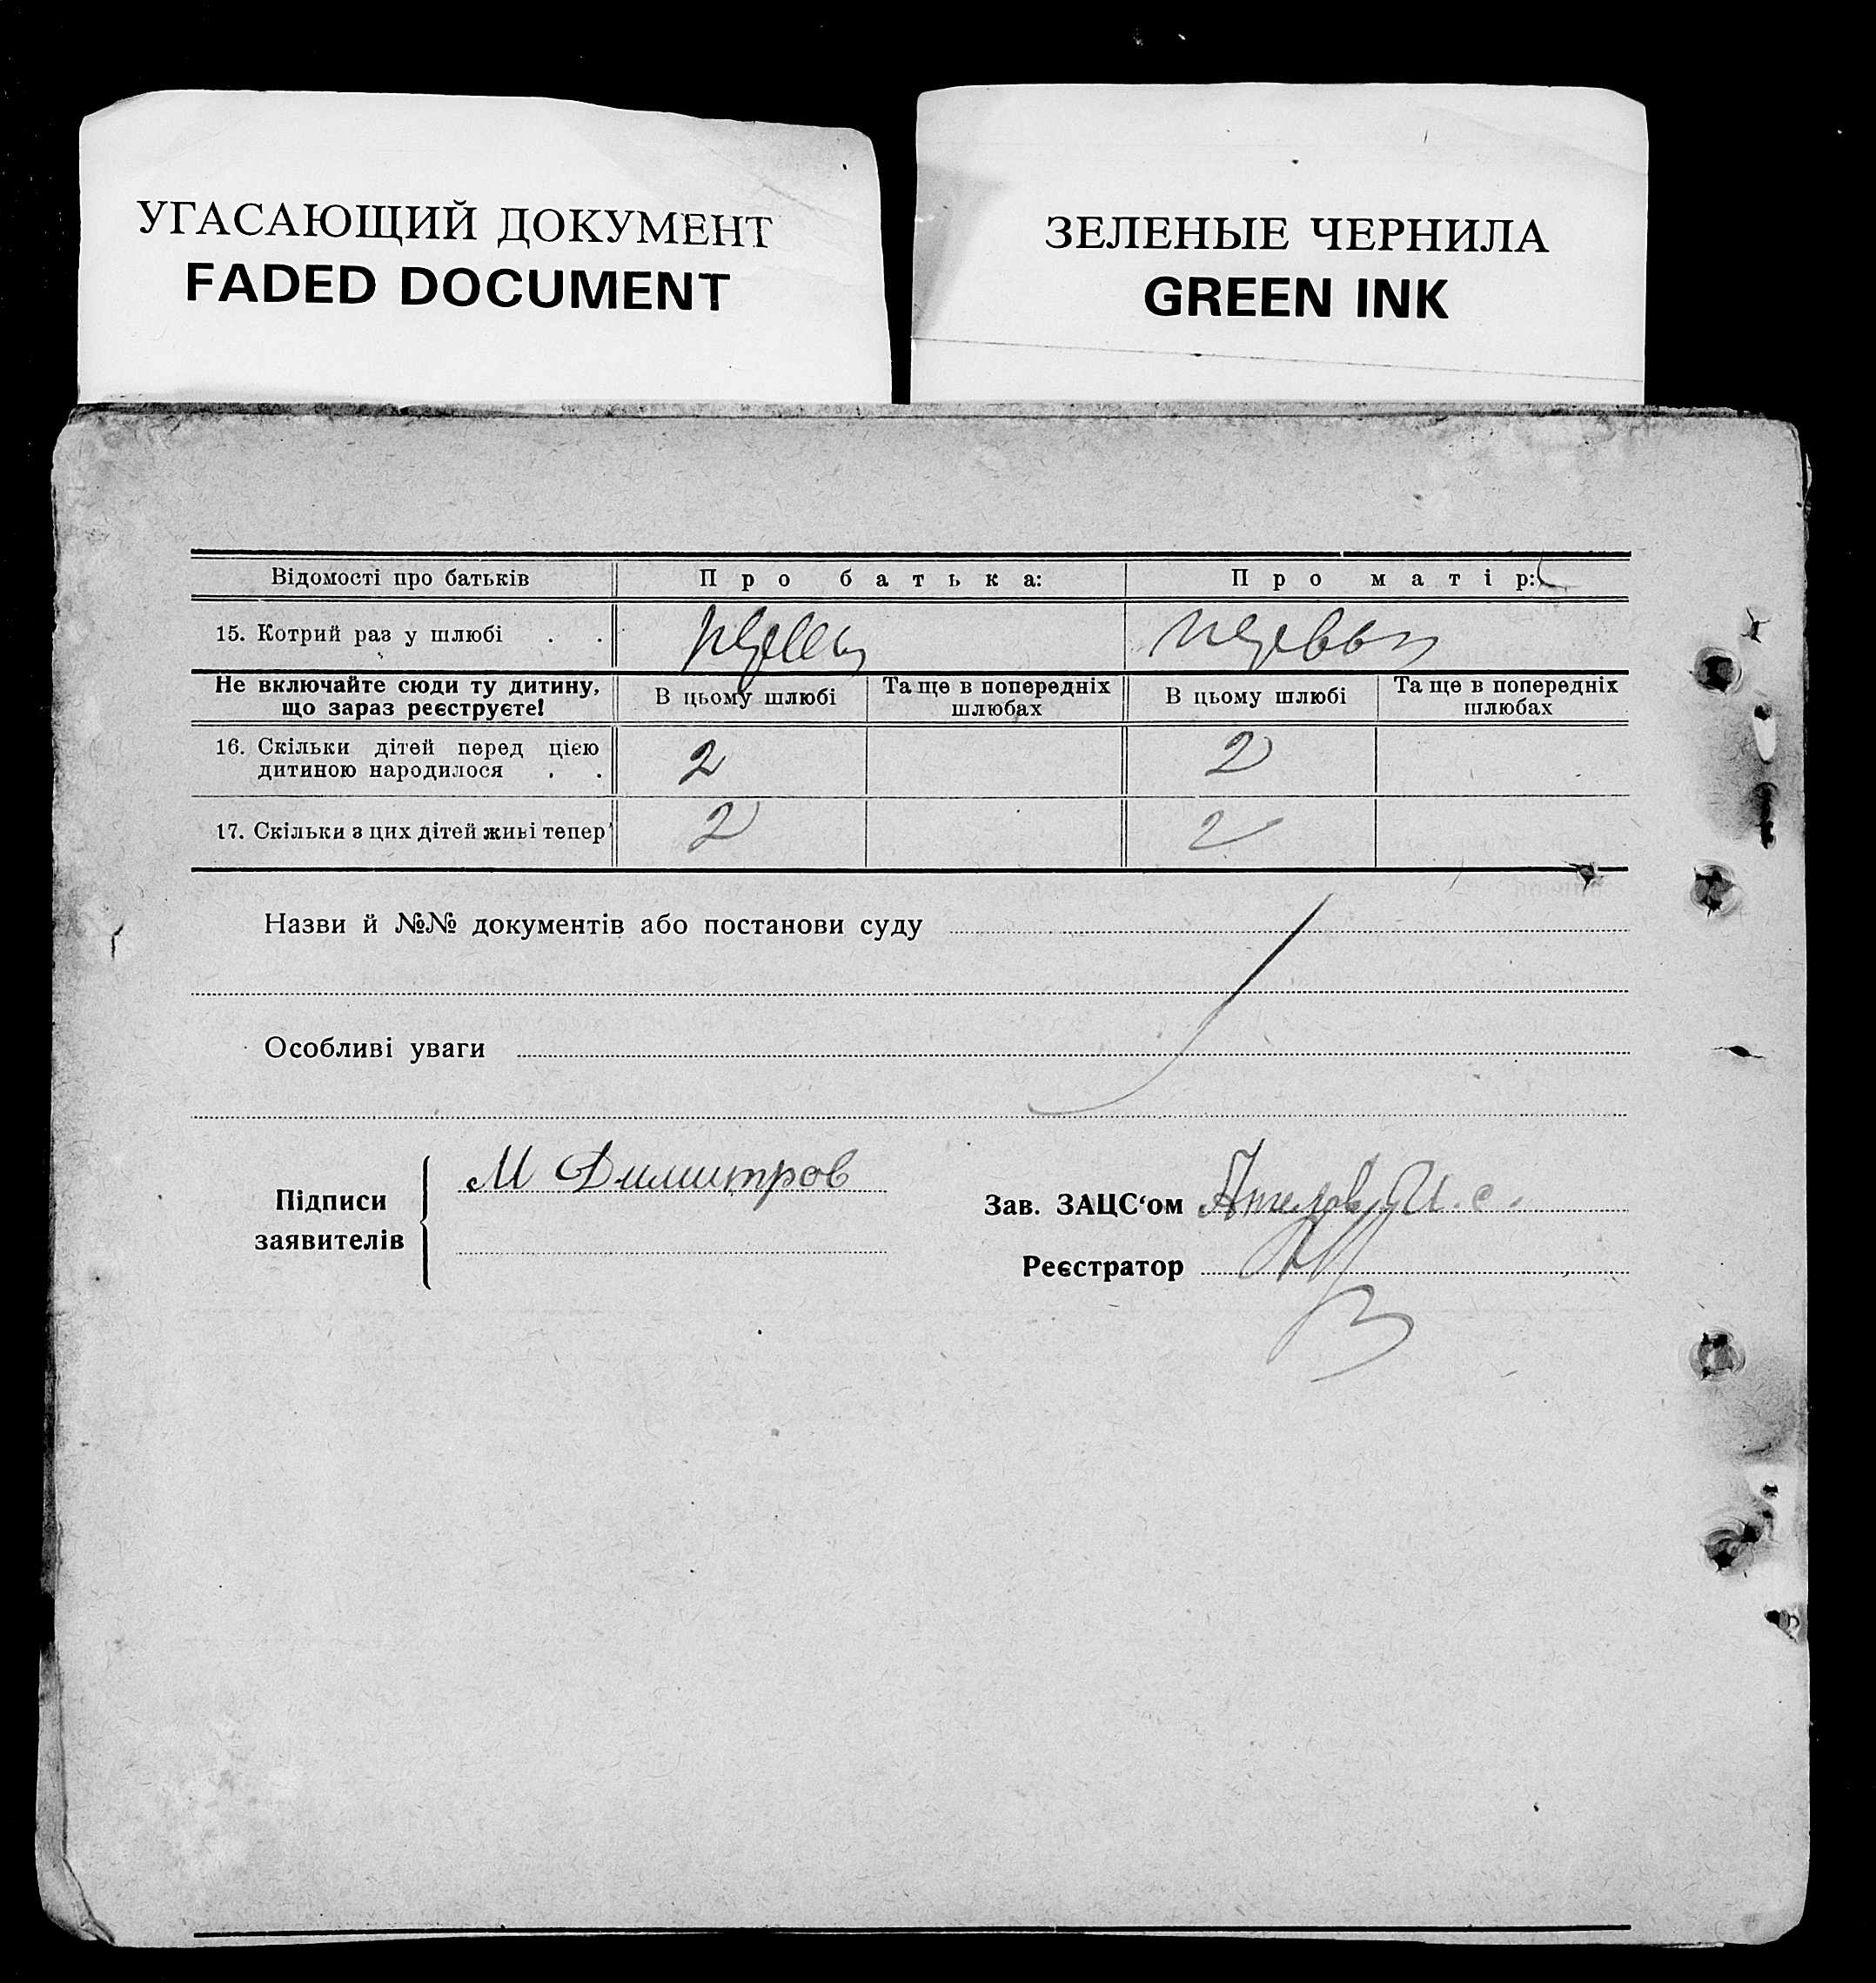 УГАСАЮЩИЙ ДОКУМЕНТ
FADED DOCUMENT
ЗЕЛЕНЫЕ ЧЕРНИЛА
GREEN INK
Відомості про батьків Про батька: Про матір:
15. Котрий раз у шлюбі . .
Не включайте сюди ту дитину, що зараз реєструєте! В цьому шлюбі Та ще в попередніх шлюбах В цьому шлюбі Та ще в попередніх шлюбах
16. Скільки дітей перед цією
дитиною народилося . . 2 2
17. Скільки з цих дітей живі тепер 2 2
Назви й №№ документів або постанови суду
Особливі уваги
Підписи
заявителів
М Димитров
Зав. ЗАЦС‘ом И. С.
Реєстратор